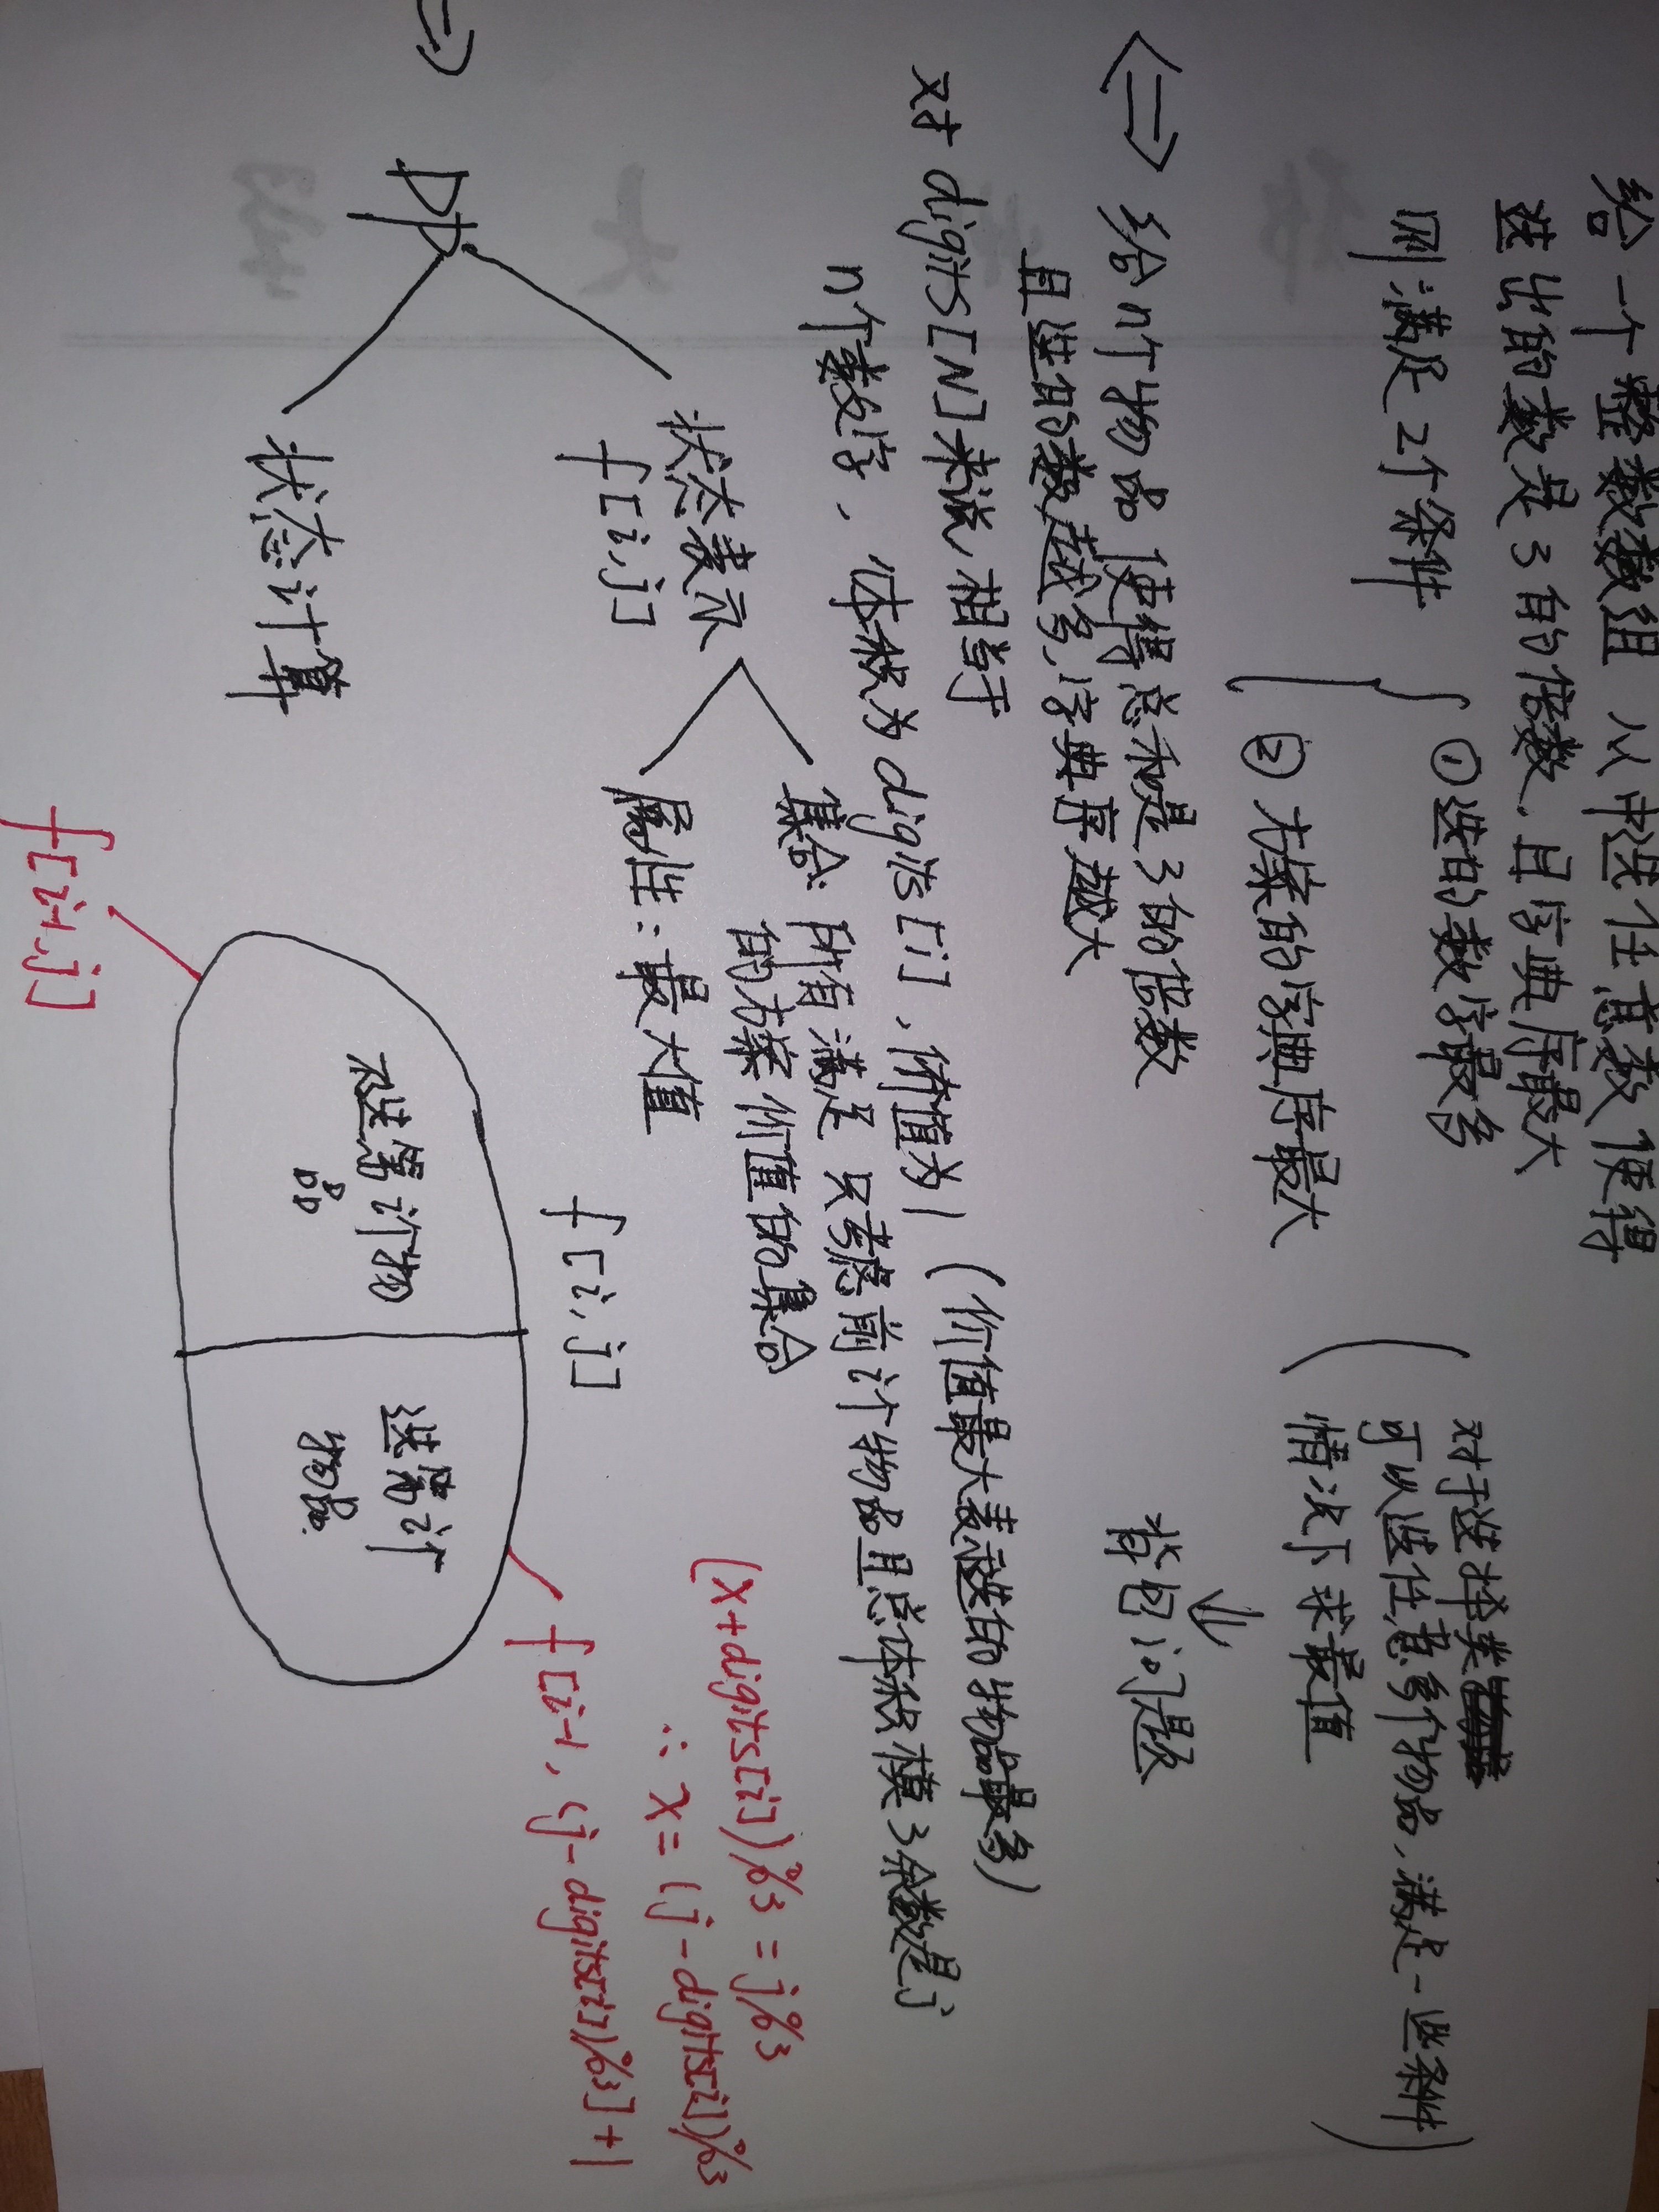 给一个整数数组 从中选任意数 使得
选出的数是3的倍数,且字典序最大
则满足2个条件
①选的数字最多
②方案的字典序最大
对于选择类
可以选任意多个物品,满足一些条件
情况下求最值
⇓
背包问题
⟺ 给n个物品 使得总和是3的倍数
且选的数越多,字典序越大
对 digits[N]来说 相当于
n个数字,体积为digits[i],价值为1(价值最大表示选的物品最多)
集合:所有满足 只考虑前i个物品且总体积模3余数是j
的方案价值的集合
状态表示
f[i,j]
属性:最大值
(x+digits[i])%3=j%3
∴ x=(j-digits[i])%3
f[i,j]
f[i-1,(j-digits[i])%3]+1
⇒ DP
不选第i个物
品
选第i个
物品.
状态计算
f[i-1,j]